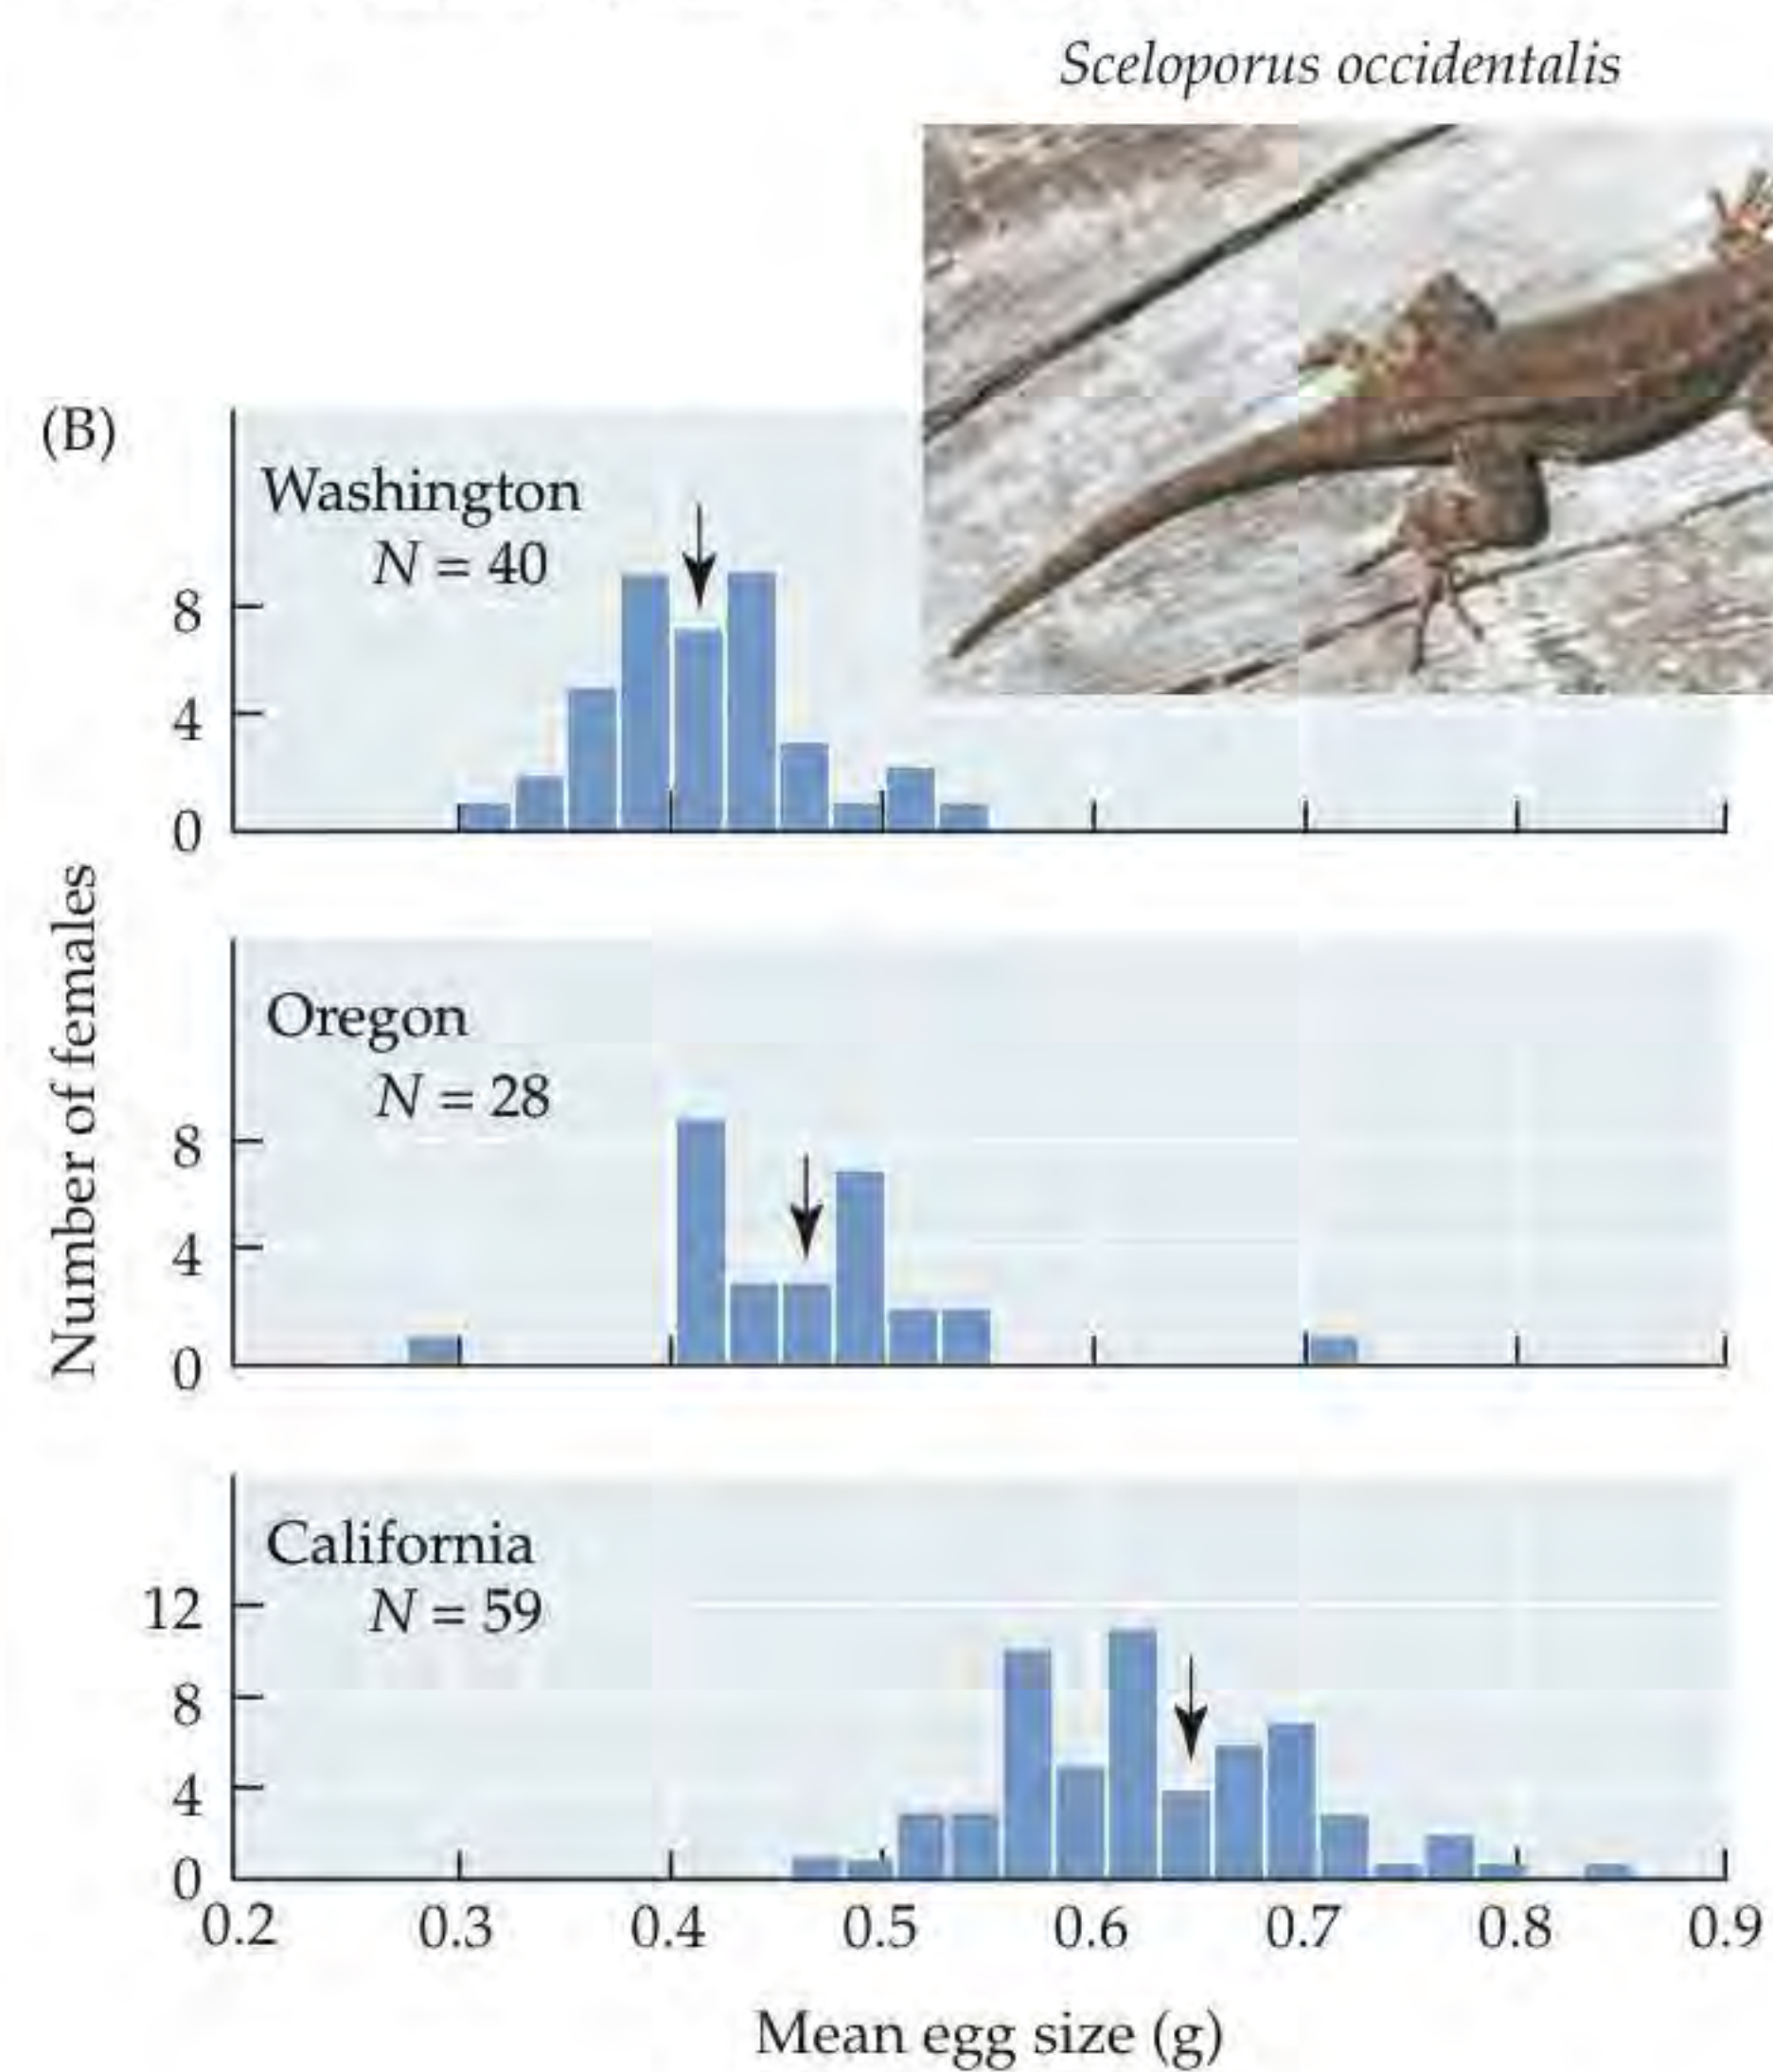 Sceloporus occidentalis
(B)
Washington
N = 40
8
4
0
Number of females
Oregon
N = 28
8
4
0
California
N = 59
12
8
4
0
0.2 0.3 0.4 0.5 0.6 0.7 0.8 0.9
Mean egg size (g)